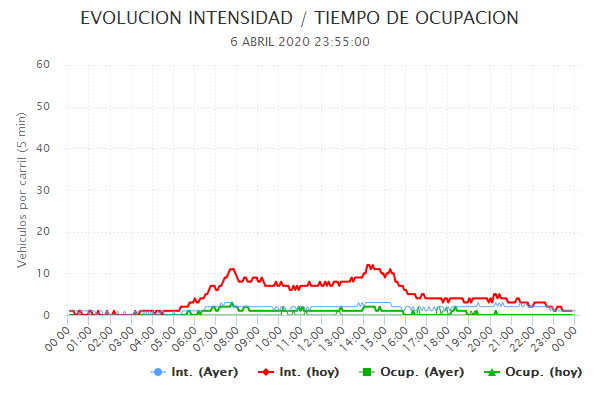 EVOLUCION INTENSIDAD / TIEMPO DE OCUPACION
6 ABRIL 2020 23:55:00
Vehiculos por carril (5 min)
60
50
40
30
20
10
0
00:00 01:00 02:00 03:00 04:00 05:00 06:00 07:00 08:00 09:00 10:00 11:00 12:00 13:00 14:00 15:00 16:00 17:00 18:00 19:00 20:00 21:00 22:00 23:00 00:00
Int. (Ayer) Int. (hoy) Ocup. (Ayer) Ocup. (hoy)